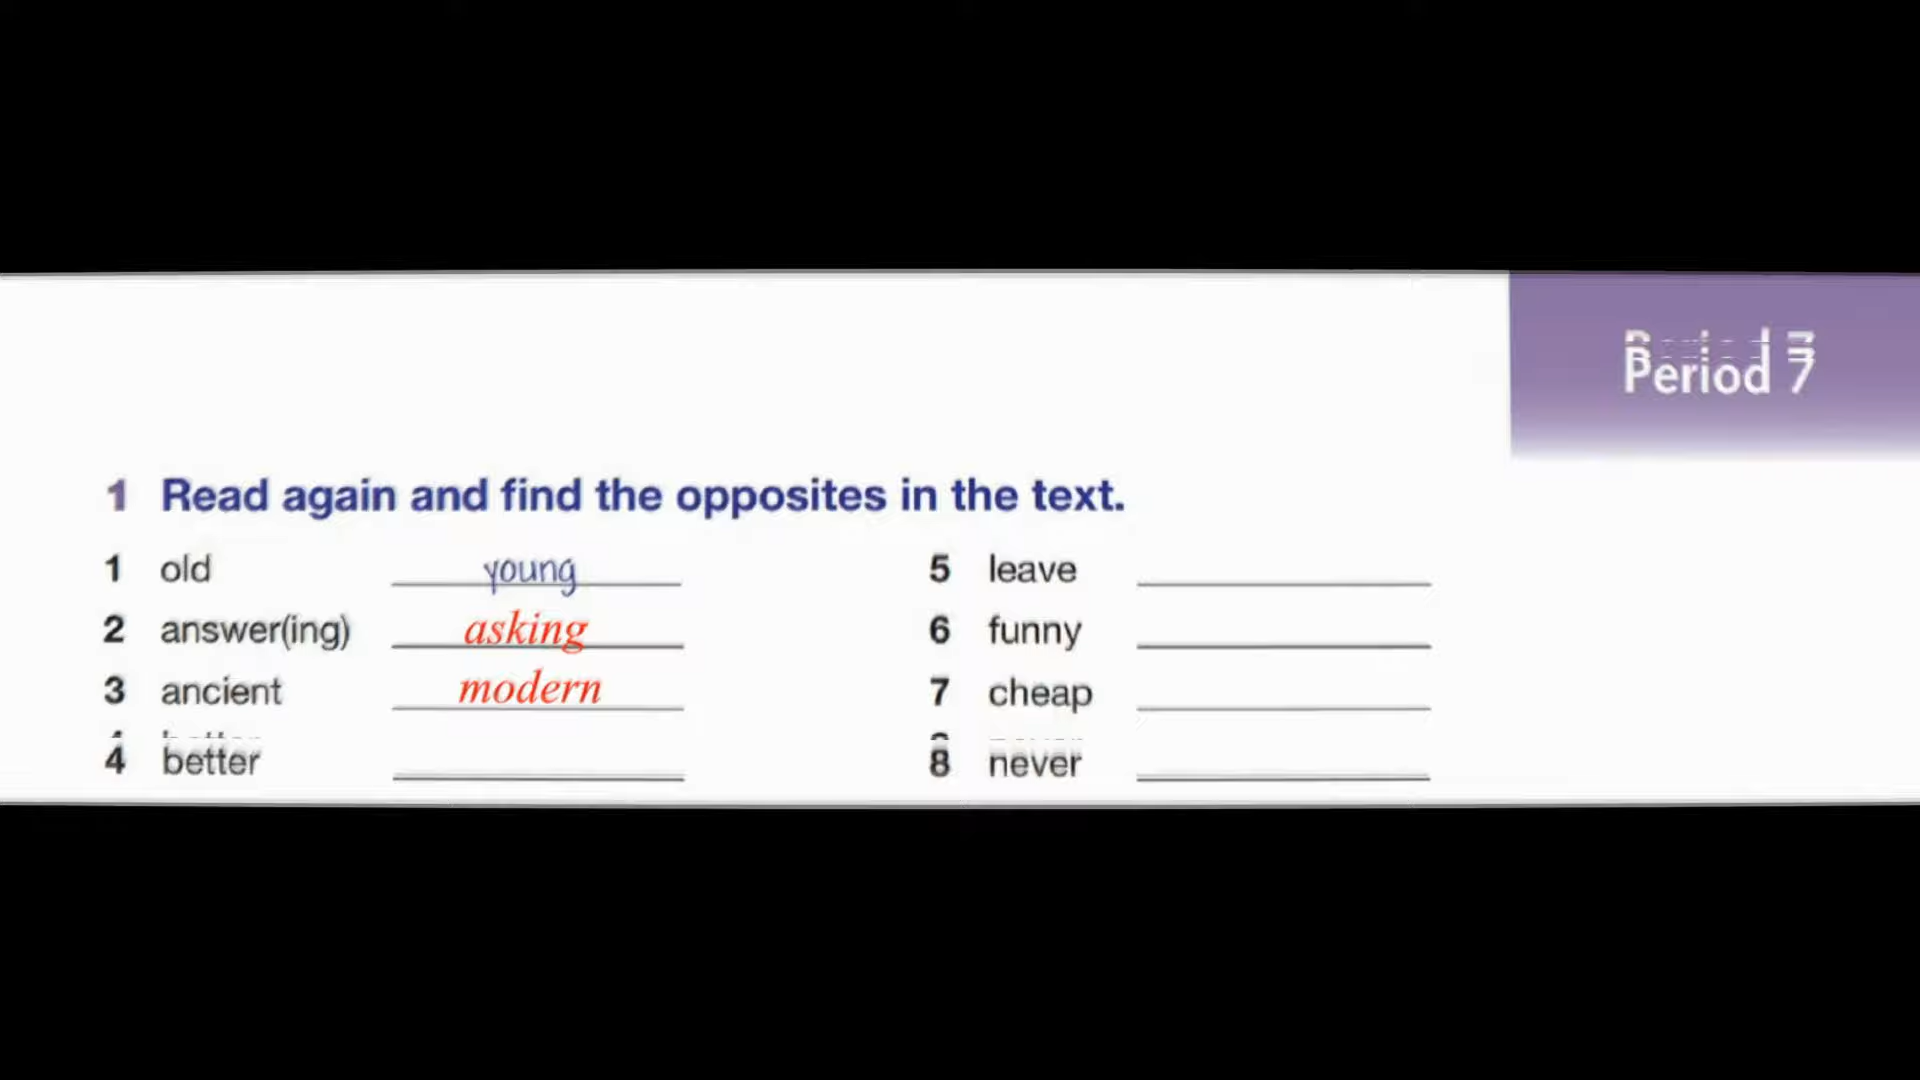 Period 7
1 Read again and find the opposites in the text.
1 old young
2 answer(ing) asking
3 ancient modern
4 better
5 leave
6 funny
7 cheap
8 never